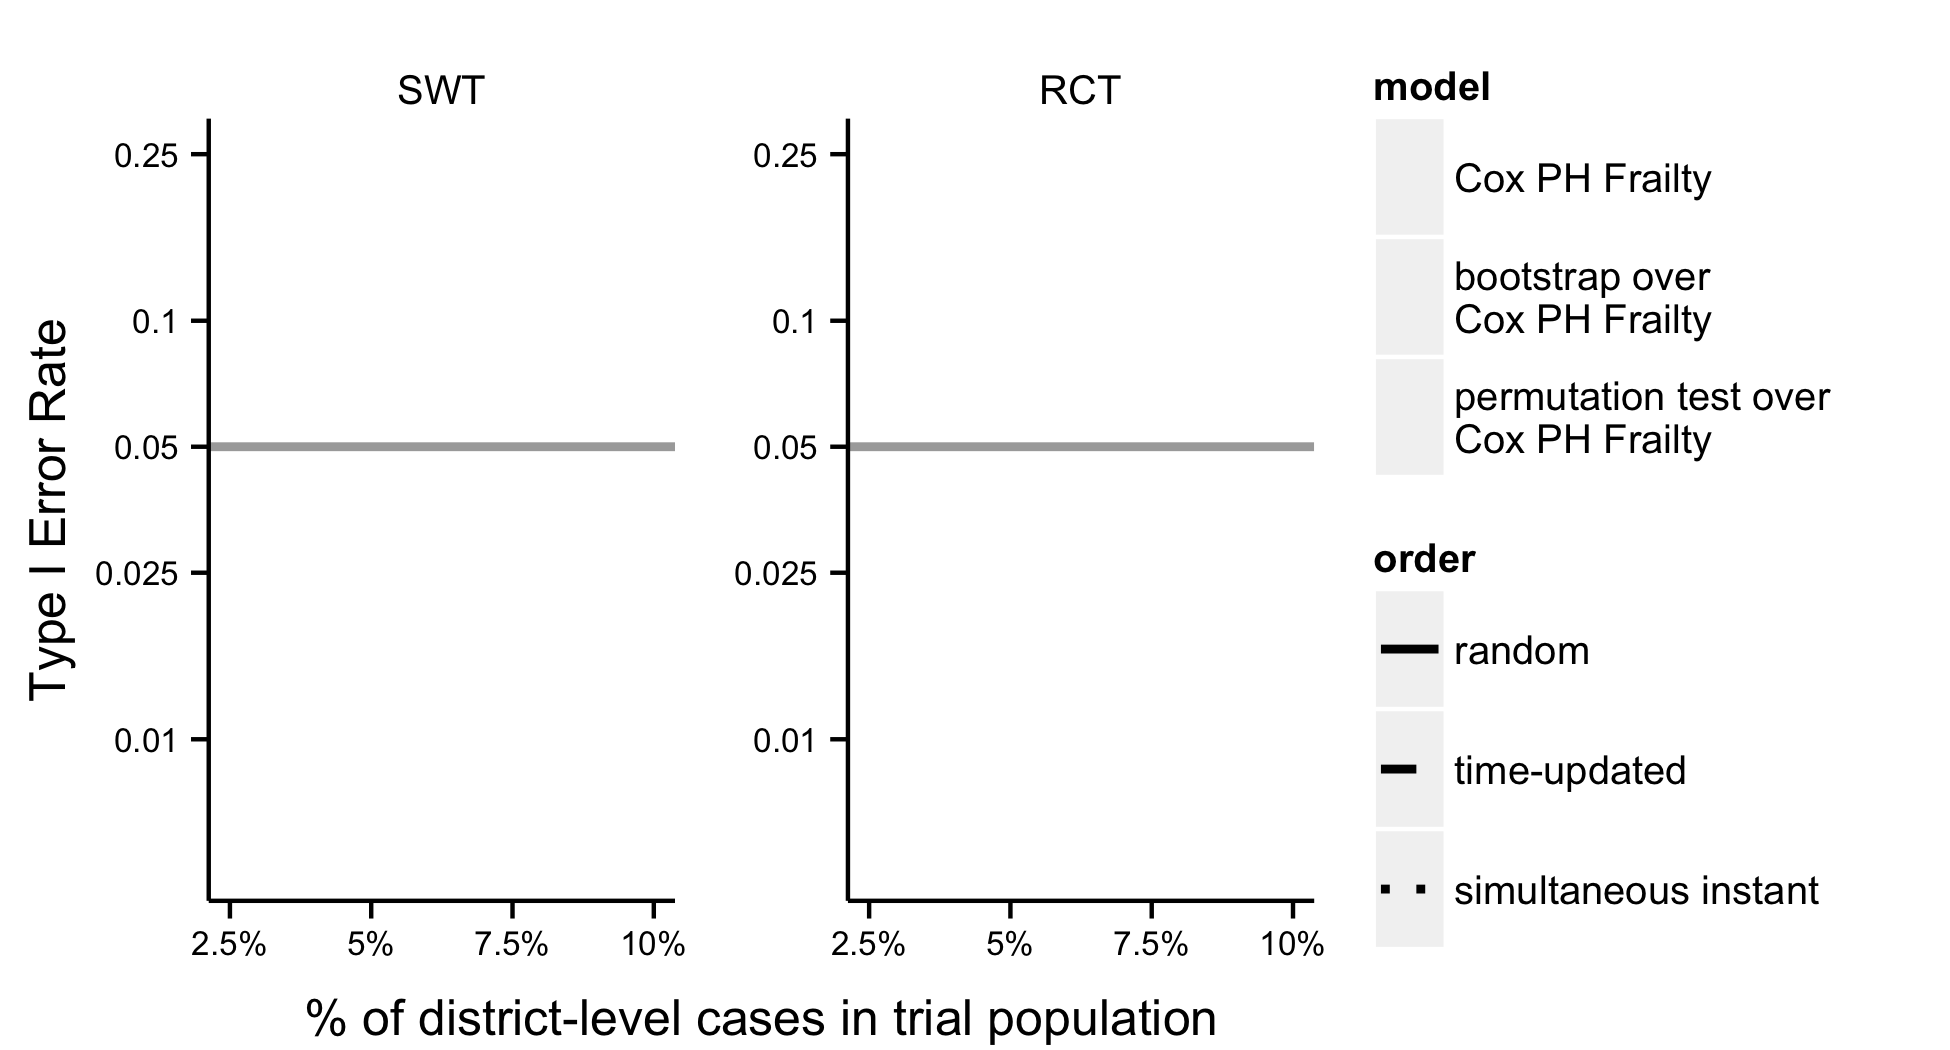 SWT
RCT
Type I Error Rate
0.25
0.1
0.05
0.025
0.01
2.5%
5%
7.5%
10%
0.25
0.1
0.05
0.025
0.01
2.5%
5%
7.5%
10%
% of district-level cases in trial population
model
Cox PH Frailty
bootstrap over
Cox PH Frailty
permutation test over
Cox PH Frailty
order
random
time-updated
simultaneous instant